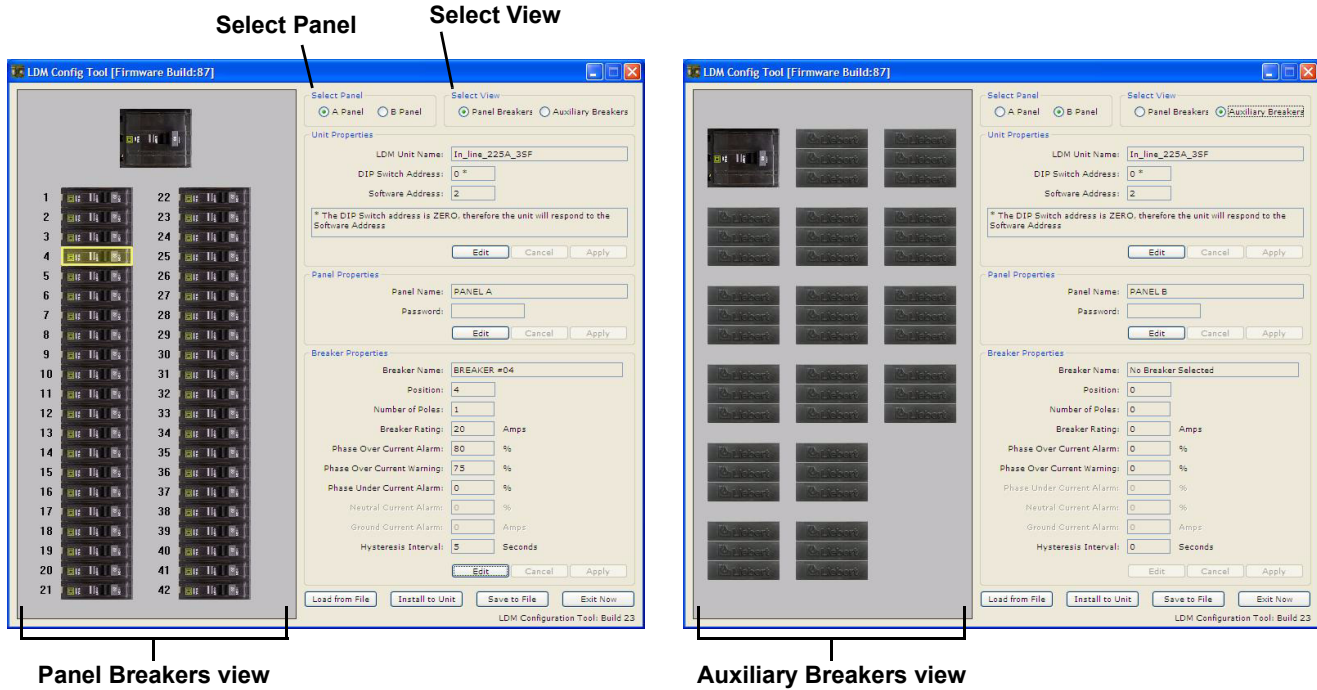 Select Panel
Select View
LDM Config Tool [Firmware Build:87]
Select Panel
A Panel B Panel
Select View
Panel Breakers Auxiliary Breakers
Unit Properties
LDM Unit Name: In_line_225A_3SF
DIP Switch Address: 0 *
Software Address: 2
* The DIP Switch address is ZERO, therefore the unit will respond to the
Software Address
Edit Cancel Apply
Panel Properties
Panel Name: PANEL A
Password:
Edit Cancel Apply
Breaker Properties
Breaker Name: BREAKER #04
Position: 4
Number of Poles: 1
Breaker Rating: 20 Amps
Phase Over Current Alarm: 80 %
Phase Over Current Warning: 75 %
Phase Under Current Alarm: 0 %
Neutral Current Alarm: 0 %
Ground Current Alarm: 0 Amps
Hysteresis Interval: 5 Seconds
Edit Cancel Apply
Load from File Install to Unit Save to File Exit Now
LDM Configuration Tool: Build 23
1 22
2 23
3 24
4 25
5 26
6 27
7 28
8 29
9 30
10 31
11 32
12 33
13 34
14 35
15 36
16 37
17 38
18 39
19 40
20 41
21 42
Panel Breakers view
LDM Config Tool [Firmware Build:87]
Select Panel
A Panel B Panel
Select View
Panel Breakers Auxiliary Breakers
Unit Properties
LDM Unit Name: In_line_225A_3SF
DIP Switch Address: 0 *
Software Address: 2
* The DIP Switch address is ZERO, therefore the unit will respond to the
Software Address
Edit Cancel Apply
Panel Properties
Panel Name: PANEL B
Password:
Edit Cancel Apply
Breaker Properties
Breaker Name: No Breaker Selected
Position: 0
Number of Poles: 0
Breaker Rating: 0 Amps
Phase Over Current Alarm: 0 %
Phase Over Current Warning: 0 %
Phase Under Current Alarm: 0 %
Neutral Current Alarm: 0 %
Ground Current Alarm: 0 Amps
Hysteresis Interval: 0 Seconds
Edit Cancel Apply
Load from File Install to Unit Save to File Exit Now
LDM Configuration Tool: Build 23
Auxiliary Breakers view